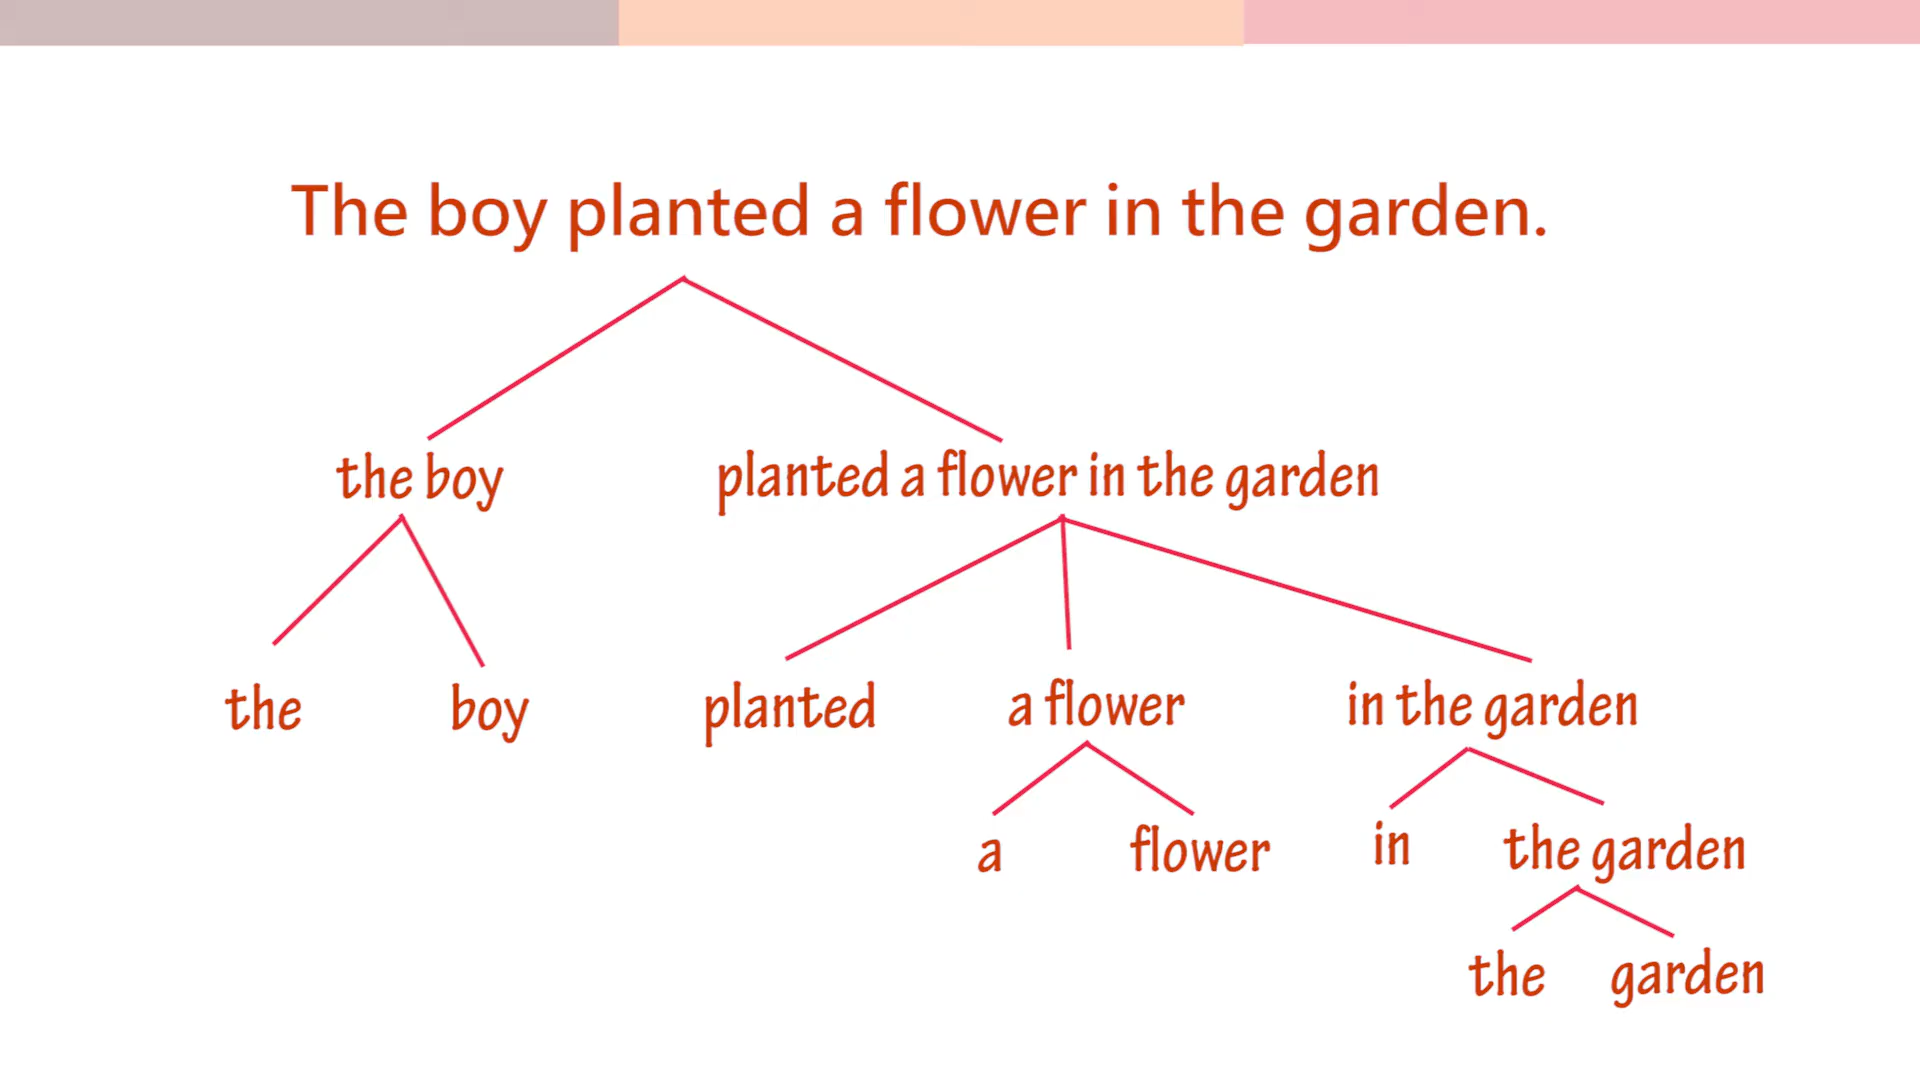 The boy planted a flower in the garden.
the boy planted a flower in the garden
the boy planted a flower in the garden
a flower in the garden
the garden